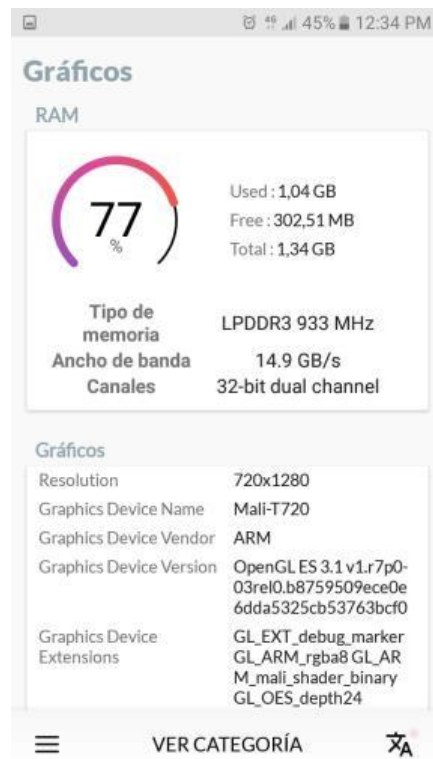 4G 45% 12:34 PM
Gráficos
RAM
77
%
Used : 1,04 GB
Free : 302,51 MB
Total : 1,34 GB
Tipo de
memoria
LPDDR3 933 MHz
Ancho de banda
14.9 GB/s
Canales
32-bit dual channel
Gráficos
Resolution
720x1280
Graphics Device Name
Mali-T720
Graphics Device Vendor
ARM
Graphics Device Version
OpenGL ES 3.1 v1.r7p0-
03rel0.b8759509ece0e
6dda5325cb53763bcf0
Graphics Device
Extensions
GL_EXT_debug_marker
GL_ARM_rgba8 GL_AR
M_mali_shader_binary
GL_OES_depth24
VER CATEGORÍA